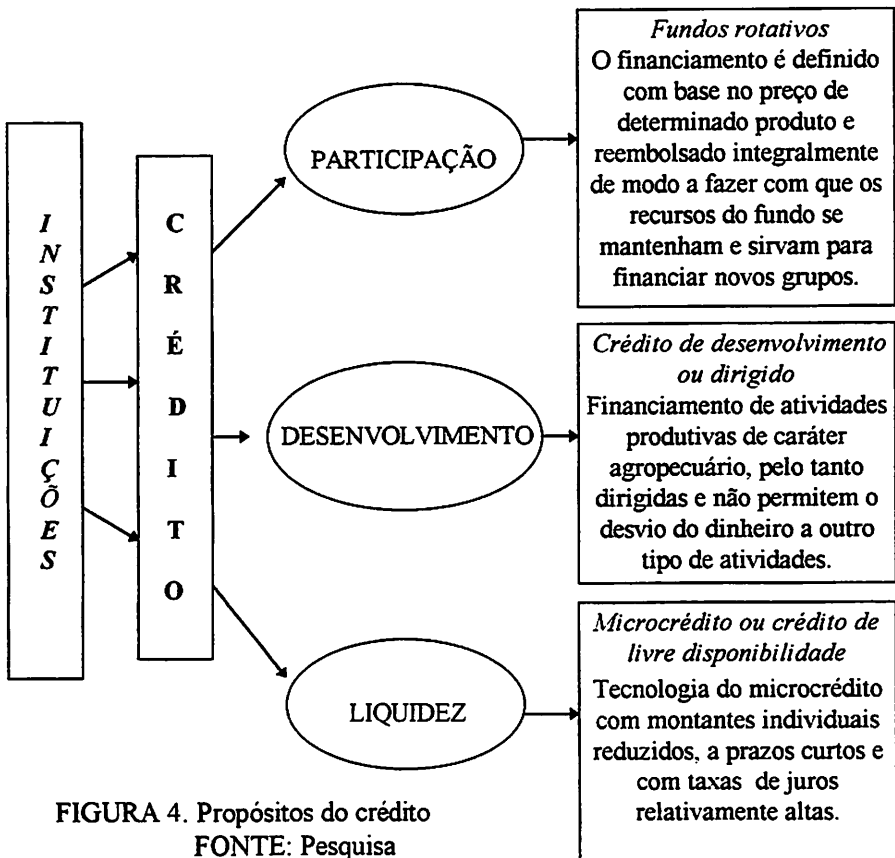 INSTITUIÇÕES
CRÉDITO
PARTICIPAÇÃO
Fundos rotativos
O financiamento é definido
com base no preço de
determinado produto e
reembolsado integralmente
de modo a fazer com que os
recursos do fundo se
mantenham e sirvam para
financiar novos grupos.
DESENVOLVIMENTO
Crédito de desenvolvimento
ou dirigido
Financiamento de atividades
produtivas de caráter
agropecuário, pelo tanto
dirigidas e não permitem o
desvio do dinheiro a outro
tipo de atividades.
LIQUIDEZ
Microcrédito ou crédito de
livre disponibilidade
Tecnologia do microcrédito
com montantes individuais
reduzidos, a prazos curtos e
com taxas de juros
relativamente altas.
FIGURA 4. Propósitos do crédito
FONTE: Pesquisa